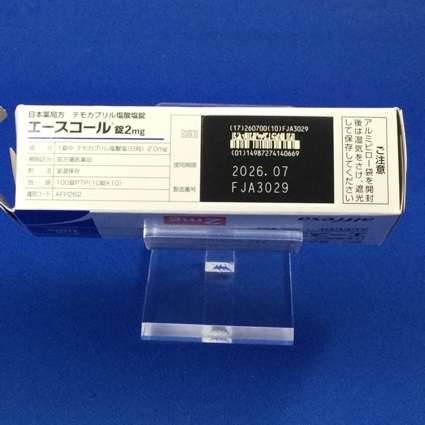 日本薬局方 テモカプリル塩酸塩錠
エースコール®錠2mg
成分 1錠中 テモカプリル塩酸塩(日局) 2.0mg
規制区分 処方箋医薬品
貯法 室温保存
包装 100錠PTP(10錠×10)
識別コード AFP262
GS1
(17)260700(10)FJA3029
(01)14987274140669
使用期限 2026.07
製造番号 FJA3029
ご注意
アルミピロー袋を開封
後は湿気をさけ、遮光
して保存してください
2mg